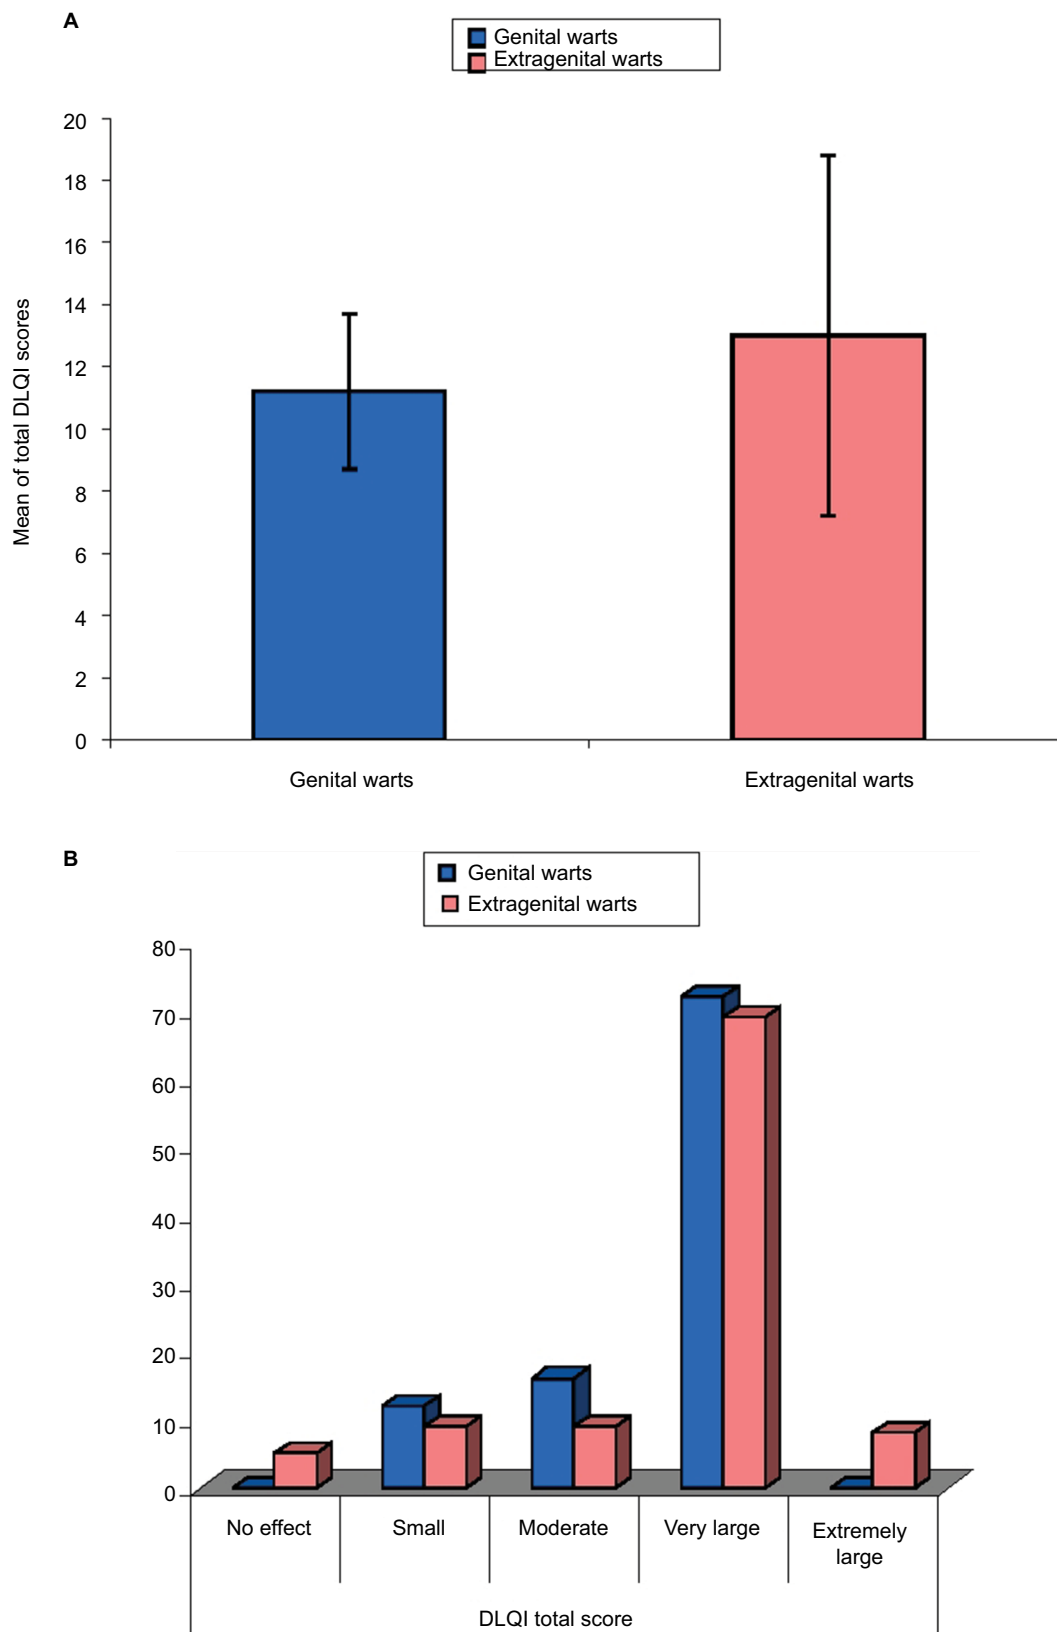 A
Genital warts
Extragenital warts
20
18
16
14
12
10
8
6
4
2
0
Mean of total DLQI scores
Genital warts
Extragenital warts
B
Genital warts
Extragenital warts
80
70
60
50
40
30
20
10
0
No effect
Small
Moderate
Very large
Extremely
large
DLQI total score